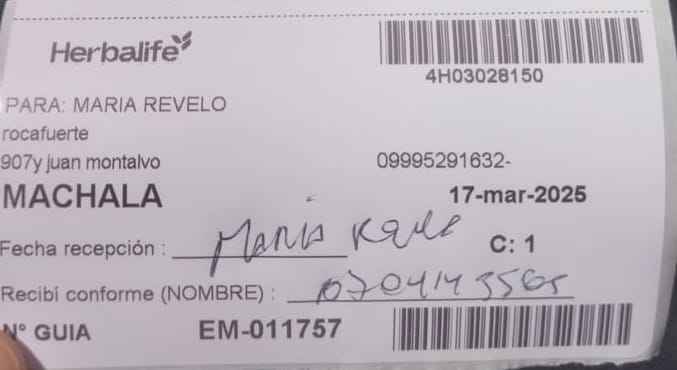 Herbalife
4H03028150
PARA: MARIA REVELO
rocafuerte
907y juan montalvo 09995291632-
MACHALA 17-mar-2025
Fecha recepción : MARIA
C: 1
Recibí conforme (NOMBRE) :
N° GUIA EM-011757